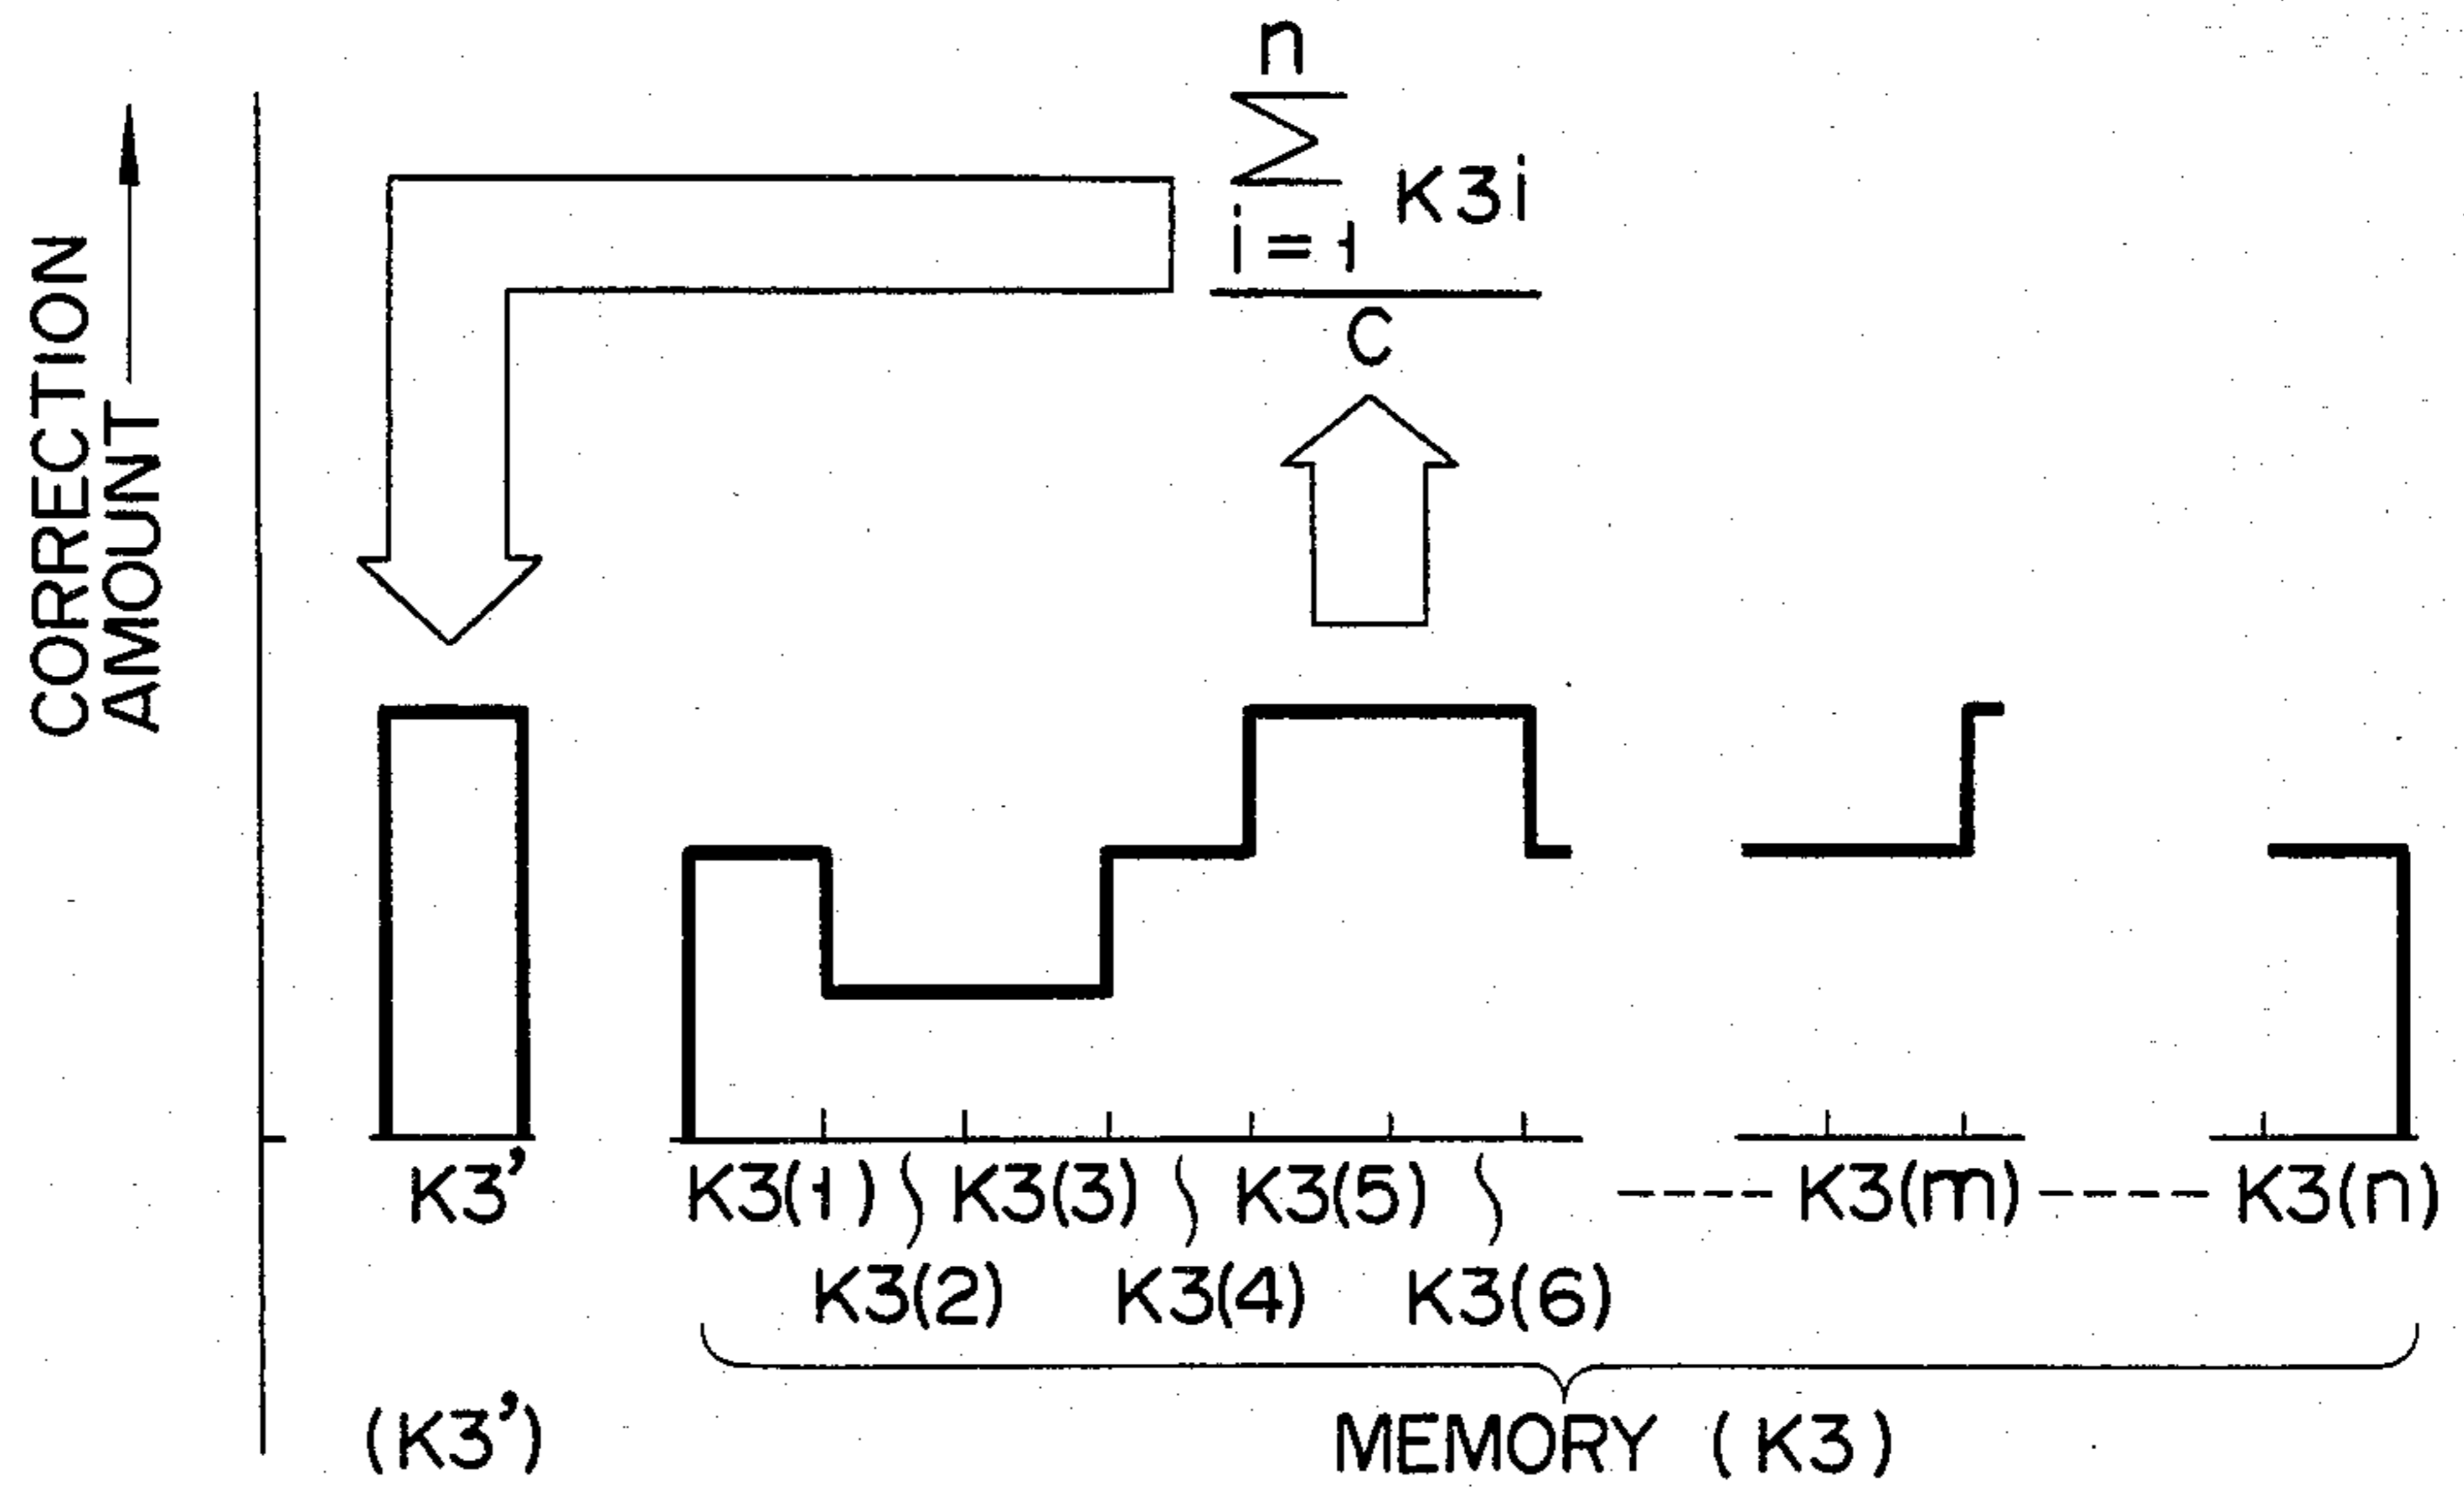 CORRECTION
AMOUNT
n
Σ K3i
i=1
C
K3’
K3(1) K3(3) K3(5) ---- K3(m) ---- K3(n)
K3(2) K3(4) K3(6)
(K3’)
MEMORY (K3)